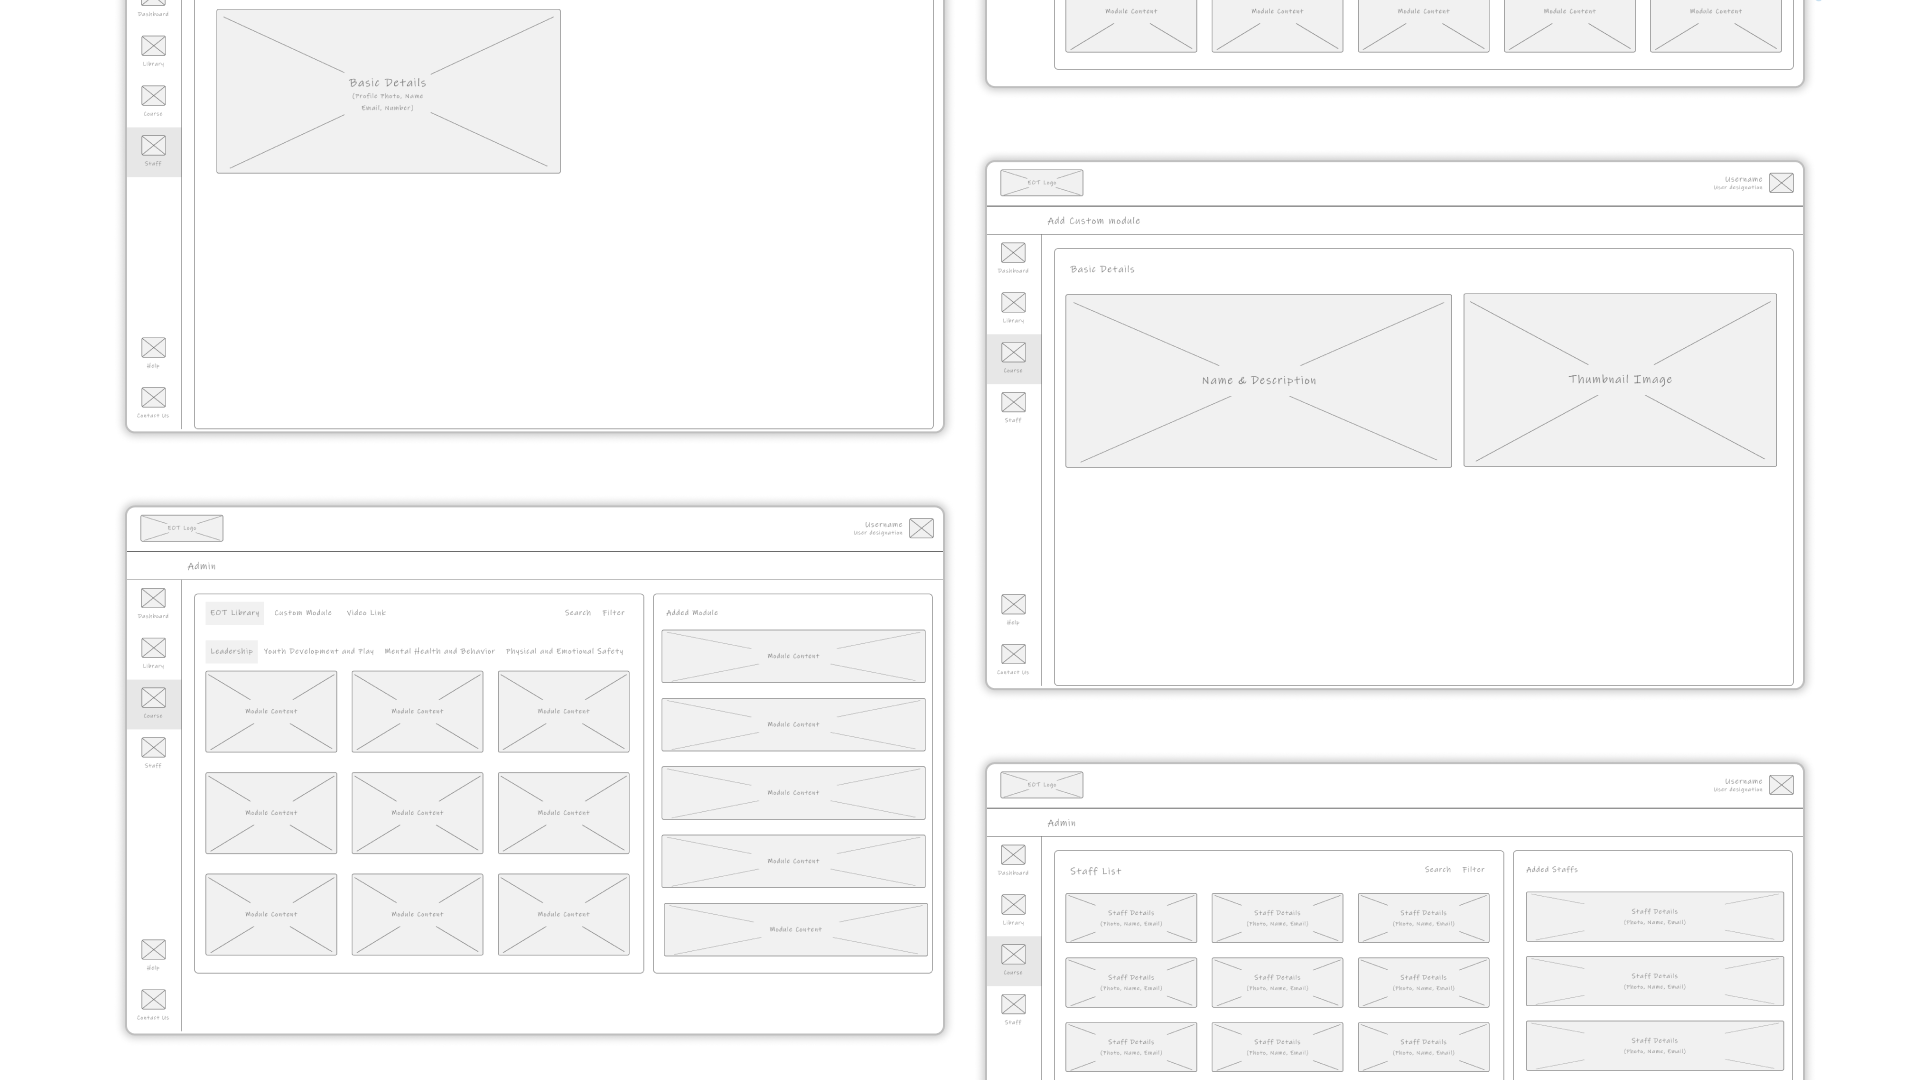 Dashboard
Library
Course
Staff
Help
Contact Us
Basic Details
(Profile Photo, Name
Email, Number)
Module Content
Module Content
Module Content
Module Content
Module Content
EOT Logo
Username
User designation
Add Custom module
Dashboard
Library
Course
Staff
Help
Contact Us
Basic Details
Name & Description
Thumbnail Image
EOT Logo
Username
User designation
Admin
Dashboard
Library
Course
Staff
Help
Contact Us
EOT Library
Custom Module
Video Link
Search
Filter
Leadership
Youth Development and Play
Mental Health and Behavior
Physical and Emotional Safety
Module Content
Module Content
Module Content
Module Content
Module Content
Module Content
Module Content
Module Content
Module Content
Added Module
Module Content
Module Content
Module Content
Module Content
Module Content
EOT Logo
Username
User designation
Admin
Dashboard
Library
Course
Staff
Staff List
Search
Filter
Staff Details
(Photo, Name, Email)
Staff Details
(Photo, Name, Email)
Staff Details
(Photo, Name, Email)
Staff Details
(Photo, Name, Email)
Staff Details
(Photo, Name, Email)
Staff Details
(Photo, Name, Email)
Staff Details
(Photo, Name, Email)
Staff Details
(Photo, Name, Email)
Staff Details
(Photo, Name, Email)
Added Staffs
Staff Details
(Photo, Name, Email)
Staff Details
(Photo, Name, Email)
Staff Details
(Photo, Name, Email)